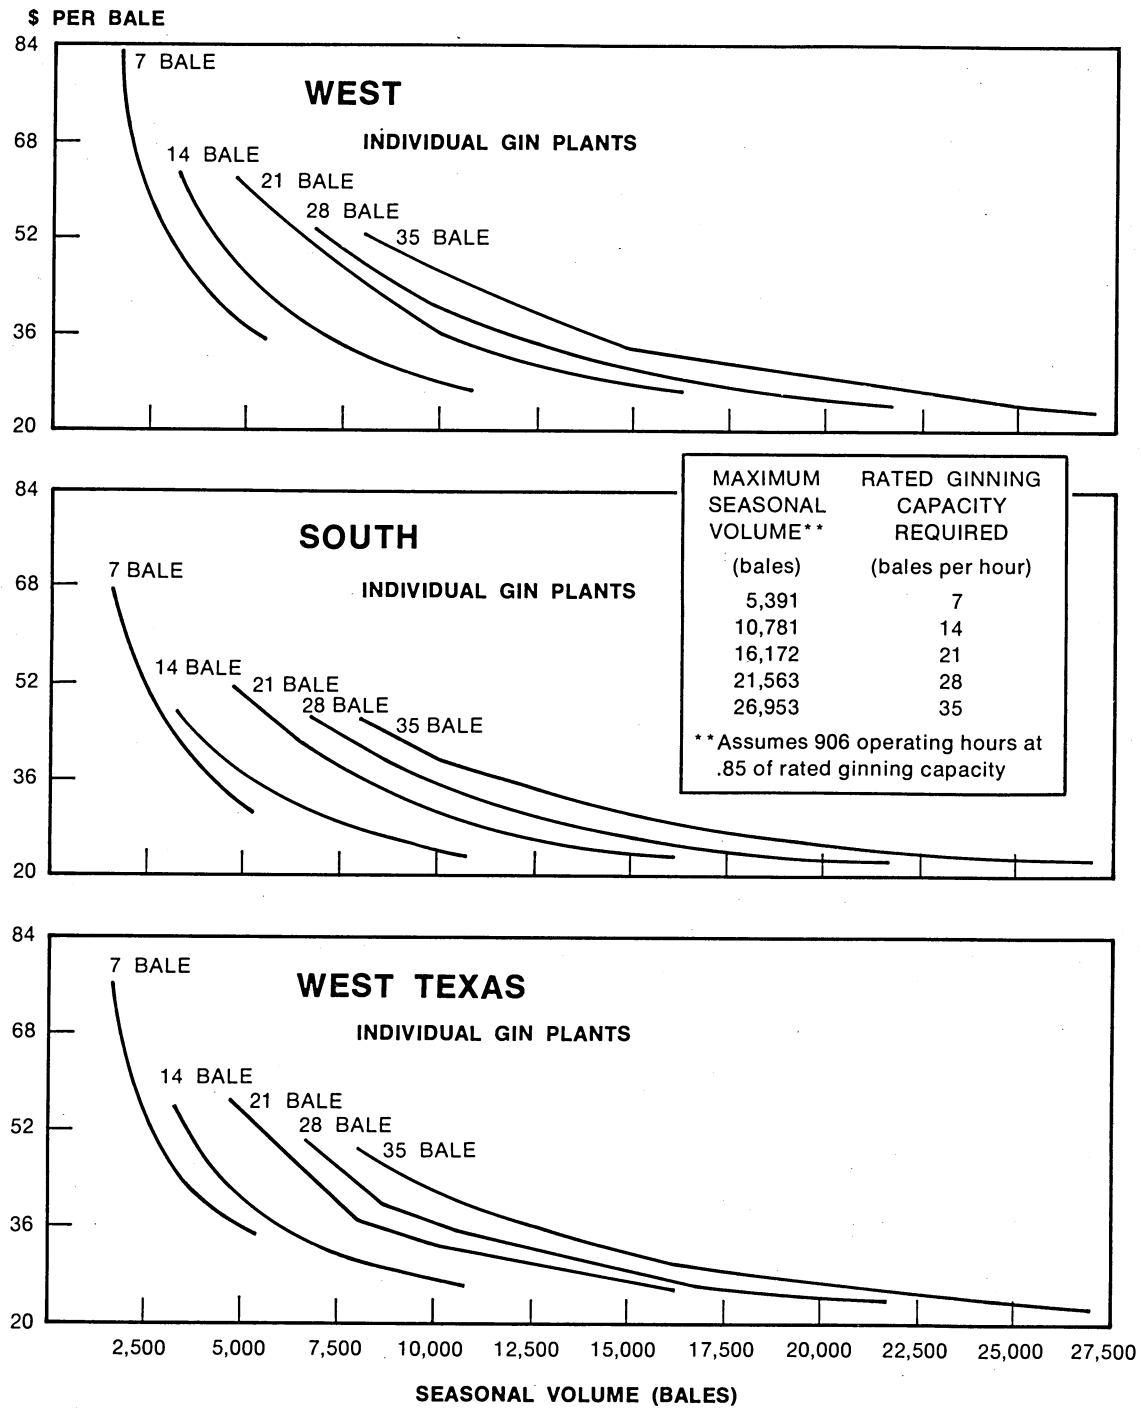 $ PER BALE
84
7 BALE
WEST
68
INDIVIDUAL GIN PLANTS
14 BALE
21 BALE
28 BALE
52
35 BALE
36
20
84
SOUTH
7 BALE
68
INDIVIDUAL GIN PLANTS
14 BALE
52
21 BALE
28 BALE
35 BALE
36
20
MAXIMUM RATED GINNING
SEASONAL CAPACITY
VOLUME** REQUIRED
(bales) (bales per hour)
5,391 7
10,781 14
16,172 21
21,563 28
26,953 35
**Assumes 906 operating hours at
.85 of rated ginning capacity
84
7 BALE
WEST TEXAS
68
INDIVIDUAL GIN PLANTS
14 BALE
21 BALE
52
28 BALE
35 BALE
36
20
2,500 5,000 7,500 10,000 12,500 15,000 17,500 20,000 22,500 25,000 27,500
SEASONAL VOLUME (BALES)